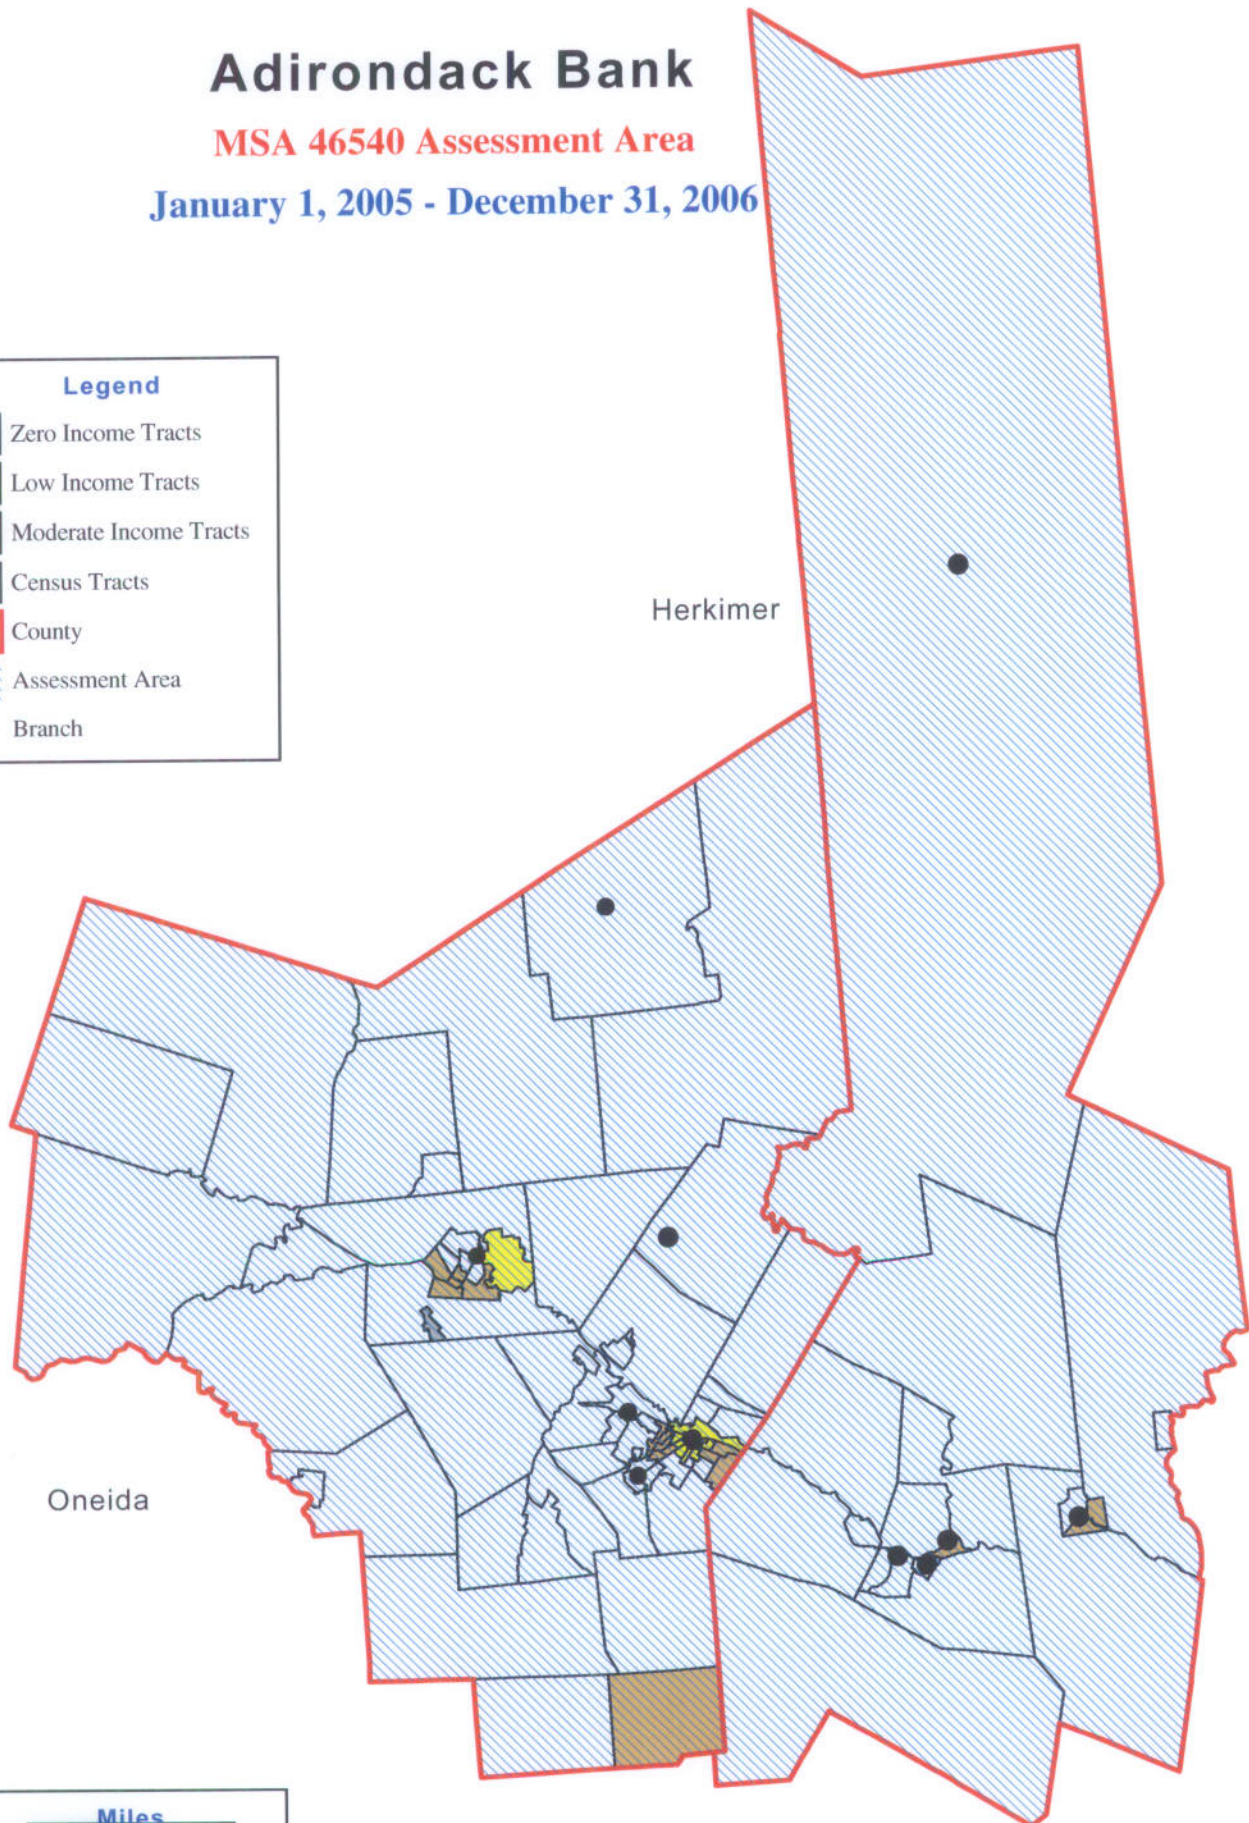 Adirondack Bank
MSA 46540 Assessment Area
January 1, 2005 - December 31, 2006
Legend
Zero Income Tracts
Low Income Tracts
Moderate Income Tracts
Census Tracts
County
Assessment Area
Branch
Herkimer
Oneida
Miles